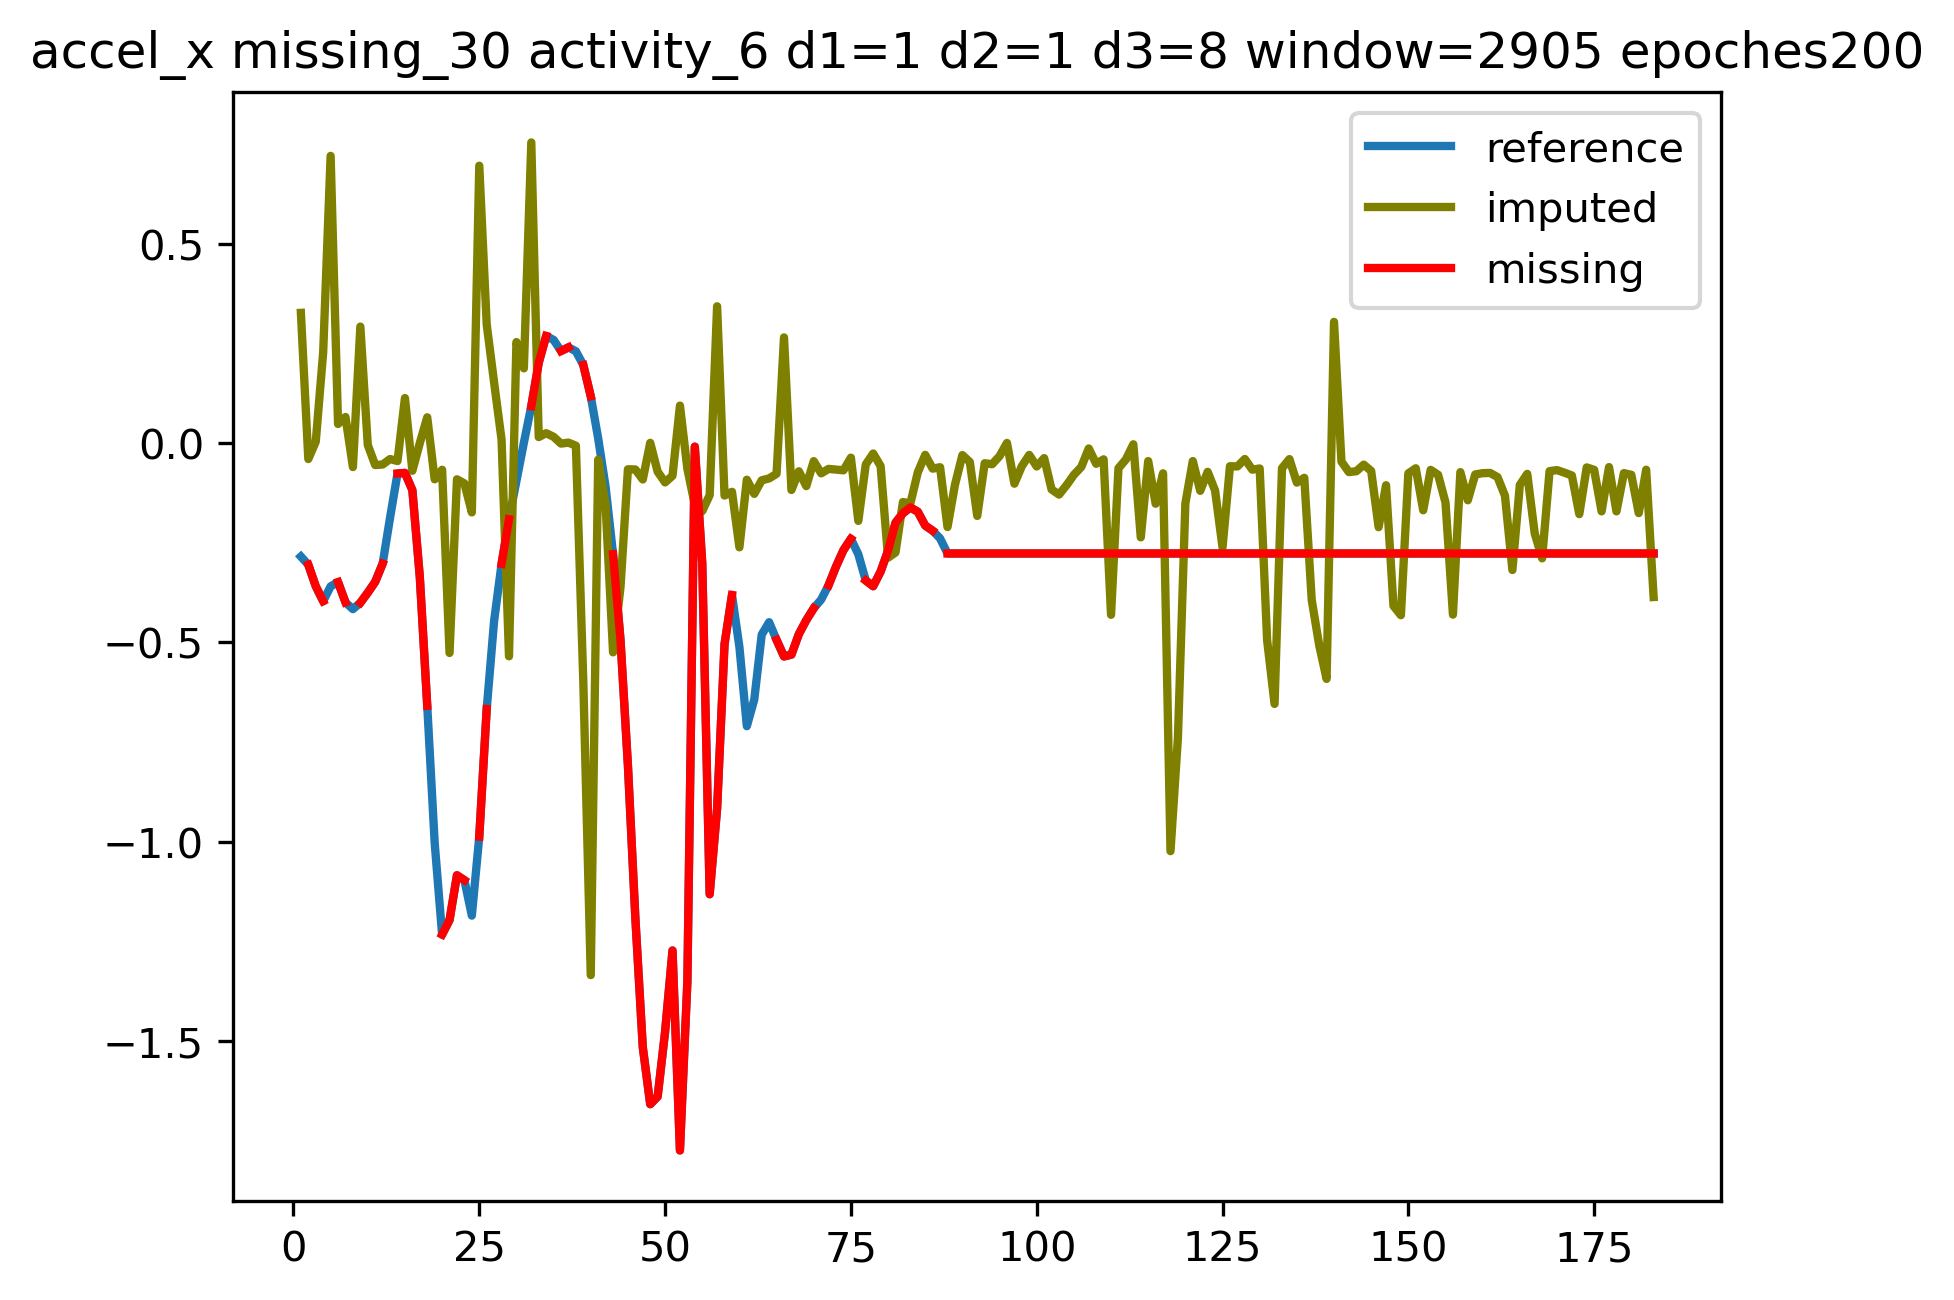 accel_x missing_30 activity_6 d1=1 d2=1 d3=8 window=2905 epoches200
reference
imputed
missing
0.5
0.0
−0.5
−1.0
−1.5
0 25 50 75 100 125 150 175